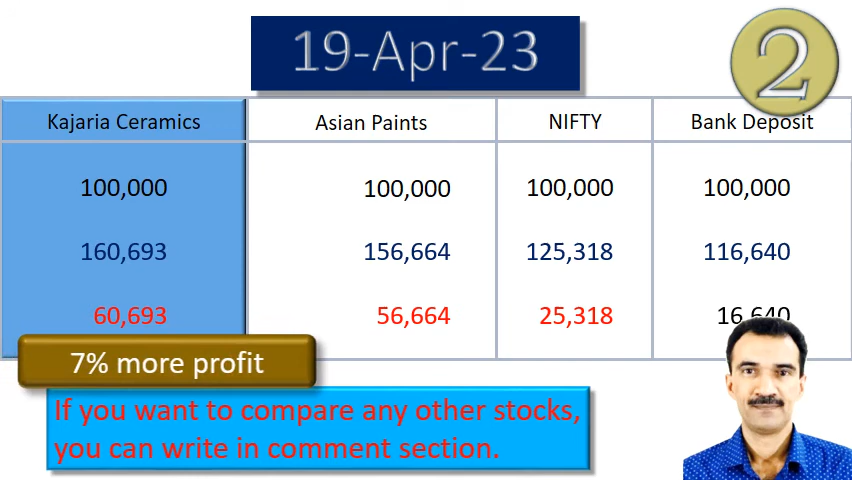 19-Apr-23
2
Kajaria Ceramics Asian Paints NIFTY Bank Deposit
100,000 100,000 100,000 100,000
160,693 156,664 125,318 116,640
60,693 56,664 25,318 16,640
7% more profit
If you want to compare any other stocks,
you can write in comment section.